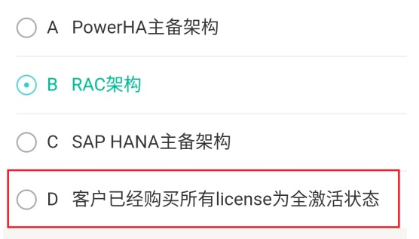 A PowerHA主备架构
B RAC架构
C SAP HANA主备架构
D 客户已经购买所有license为全激活状态